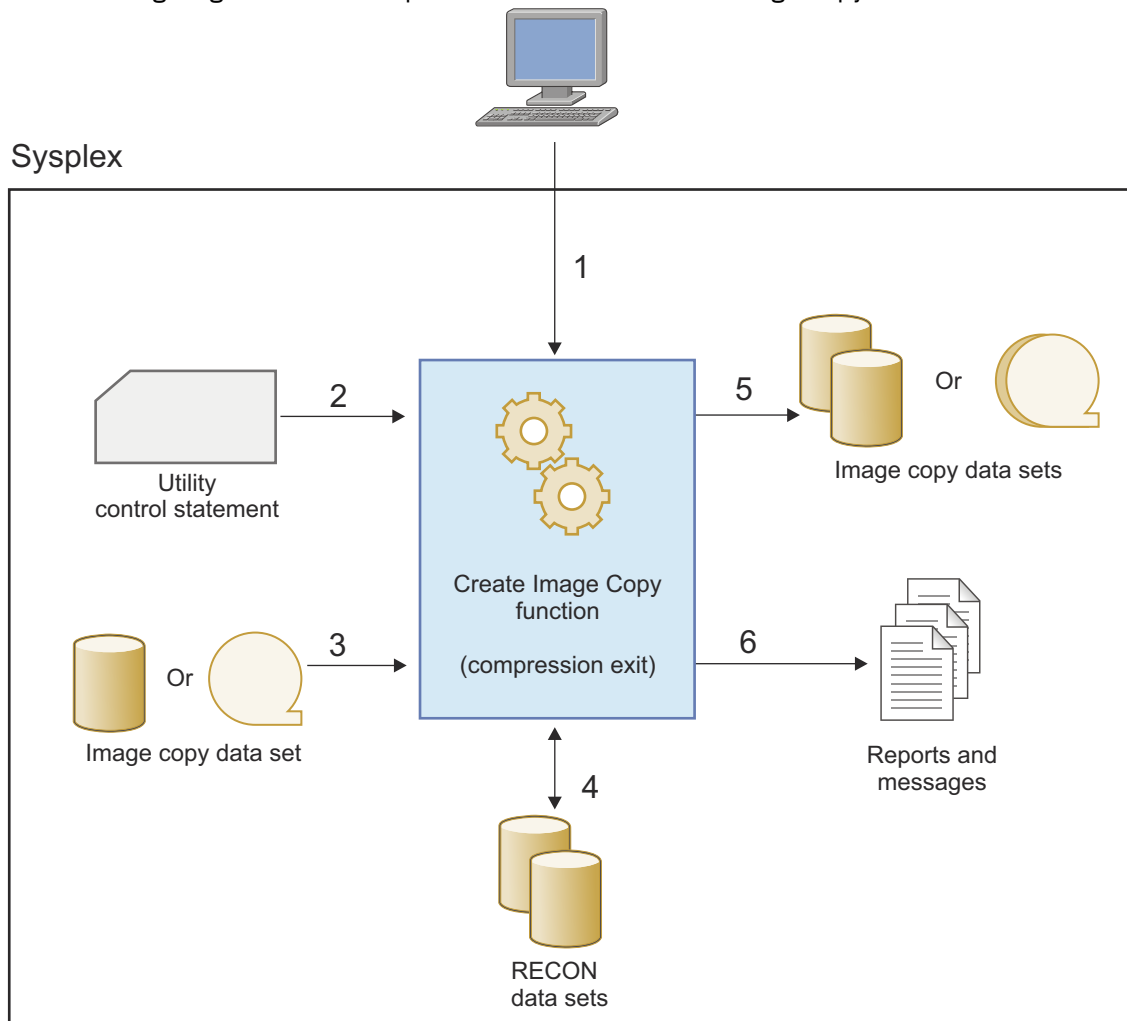 Sysplex
1
2
Utility
control statement
3
Or
Image copy data set
Create Image Copy
function
(compression exit)
4
RECON
data sets
5
Or
Image copy data sets
6
Reports and
messages